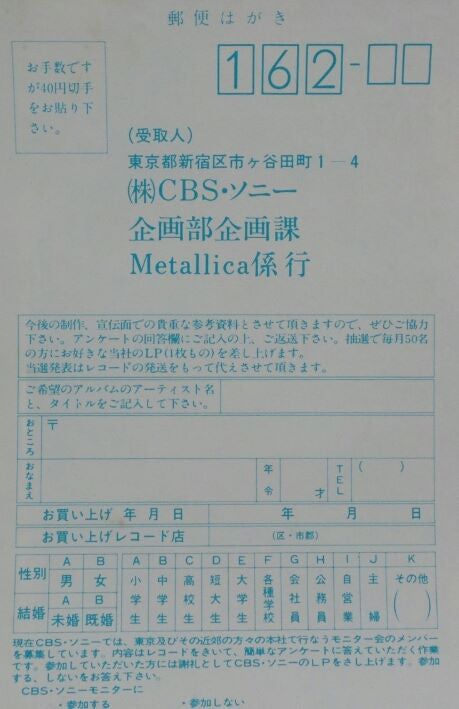 郵便はがき
お手数です
が40円切手
をお貼り下
さい。
162-
(受取人)
東京都新宿区市ヶ谷田町1－4
㈱CBS・ソニー
企画部企画課
Metallica係 行
今後の制作、宣伝面での貴重な参考資料とさせて頂きますので、ぜひご協力
下さい。アンケートの回答欄にご記入の上、ご返送下さい。抽選で毎月50名
の方にお好きな当社のLP(1枚もの)を差し上げます。
当選発表はレコードの発送をもって代えさせて頂きます。
ご希望のアルバムのアーティスト名
と、タイトルをご記入して下さい。
おところ 〒
おなまえ 年令 才 TEL ( )
お買い上げ 年 月 日 年 月 日
お買い上げレコード店 (区・市郡)
性別 A男 B女
結婚 A未婚 B既婚
A小学生 B中学生 C高校生 D短大生 E大学生 F各種学校 G会社員 H公務員 I自営業 J主婦 Kその他( )
現在CBS・ソニーでは、東京及びその近郊の方々の本社で行なうモニター会のメンバー
を募集しています。内容はレコードをきいて、簡単なアンケートに答えていただく作業
です。参加していただいた方には謝礼としてCBS・ソニーのLPをさし上げます。参加す
る、しないをお答え下さい。
CBS・ソニーモニターに
・参加する ・参加しない